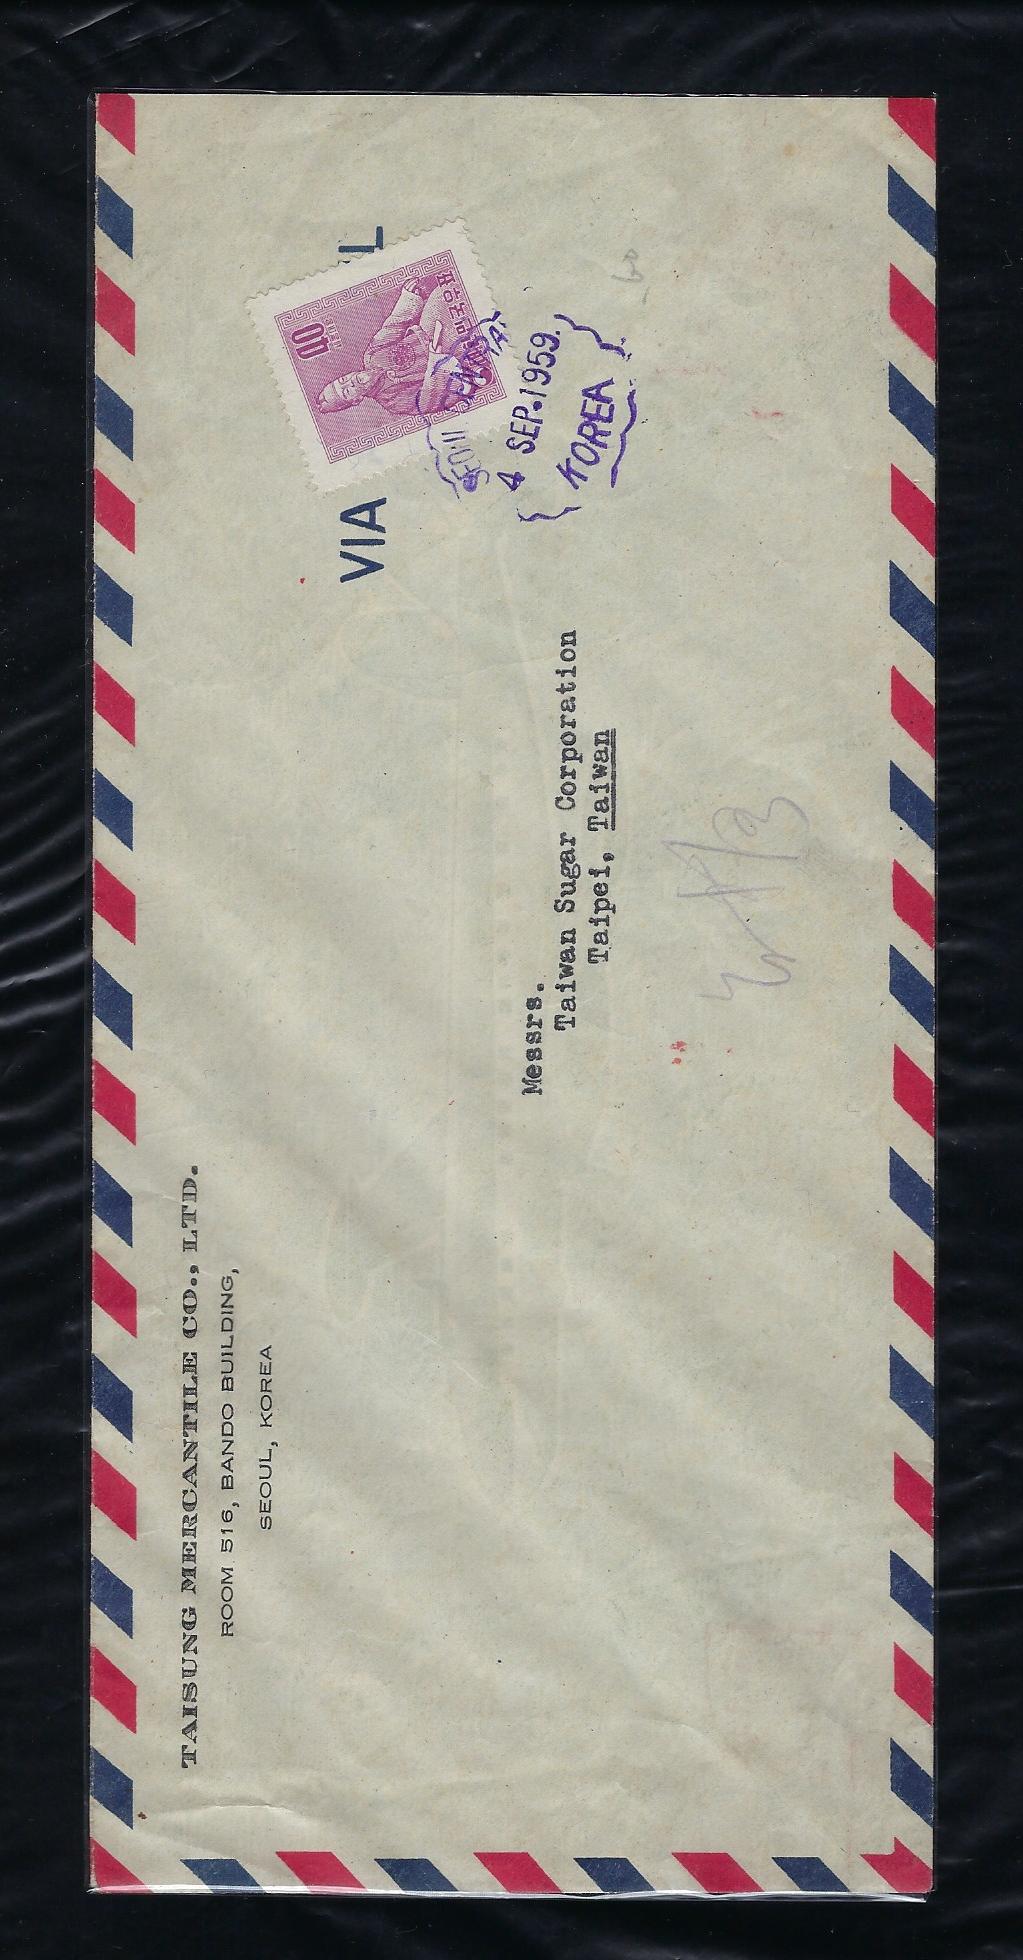 TAISUNG MERCANTILE CO., LTD.
ROOM 516, BANDO BUILDING,
SEOUL, KOREA
VIA
L
100
4 SEP. 1959.
KOREA
Messrs.
Taiwan Sugar Corporation
Taipei, Taiwan